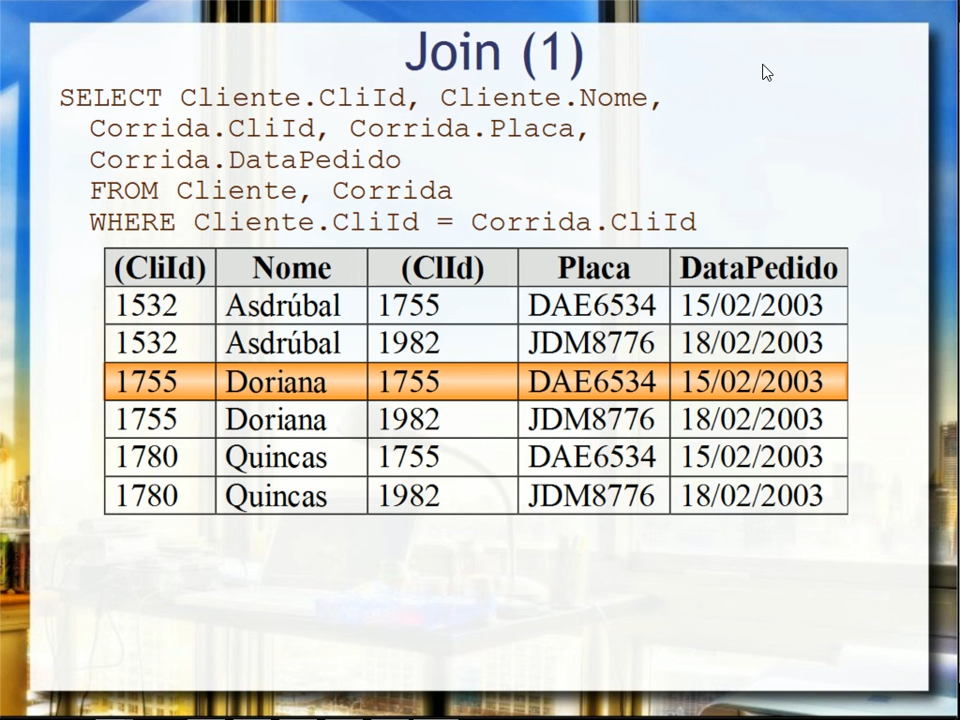 Join (1)
SELECT Cliente.CliId, Cliente.Nome,
Corrida.CliId, Corrida.Placa,
Corrida.DataPedido
FROM Cliente, Corrida
WHERE Cliente.CliId = Corrida.CliId
(CliId) Nome (ClId) Placa DataPedido
1532 Asdrúbal 1755 DAE6534 15/02/2003
1532 Asdrúbal 1982 JDM8776 18/02/2003
1755 Doriana 1755 DAE6534 15/02/2003
1755 Doriana 1982 JDM8776 18/02/2003
1780 Quincas 1755 DAE6534 15/02/2003
1780 Quincas 1982 JDM8776 18/02/2003